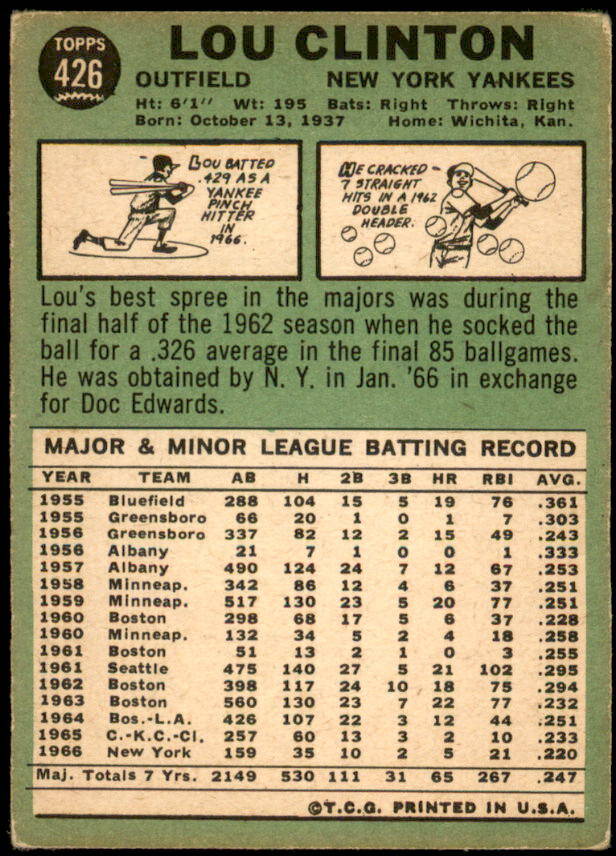 TOPPS
426
LOU CLINTON
OUTFIELD NEW YORK YANKEES
Ht: 6'1" Wt: 195 Bats: Right Throws: Right
Born: October 13, 1937 Home: Wichita, Kan.
LOU BATTED
.429 AS A
YANKEE
PINCH
HITTER
IN
1966.
HE CRACKED
7 STRAIGHT
HITS IN A 1962
DOUBLE
HEADER.
Lou's best spree in the majors was during the
final half of the 1962 season when he socked the
ball for a .326 average in the final 85 ballgames.
He was obtained by N. Y. in Jan. '66 in exchange
for Doc Edwards.
MAJOR & MINOR LEAGUE BATTING RECORD
YEAR TEAM AB H 2B 3B HR RBI AVG.
1955 Bluefield 288 104 15 5 19 76 .361
1955 Greensboro 66 20 1 0 1 7 .303
1956 Greensboro 337 82 12 2 15 49 .243
1956 Albany 21 7 1 0 0 1 .333
1957 Albany 490 124 24 7 12 67 .253
1958 Minneap. 342 86 12 4 6 37 .251
1959 Minneap. 517 130 23 5 20 77 .251
1960 Boston 298 68 17 5 6 37 .228
1960 Minneap. 132 34 5 2 4 18 .258
1961 Boston 51 13 2 1 0 3 .255
1961 Seattle 475 140 27 5 21 102 .295
1962 Boston 398 117 24 10 18 75 .294
1963 Boston 560 130 23 7 22 77 .232
1964 Bos.-L.A. 426 107 22 3 12 44 .251
1965 C.-K.C.-Cl. 257 60 13 3 2 10 .233
1966 New York 159 35 10 2 5 21 .220
Maj. Totals 7 Yrs. 2149 530 111 31 65 267 .247
©T.C.G. PRINTED IN U.S.A.